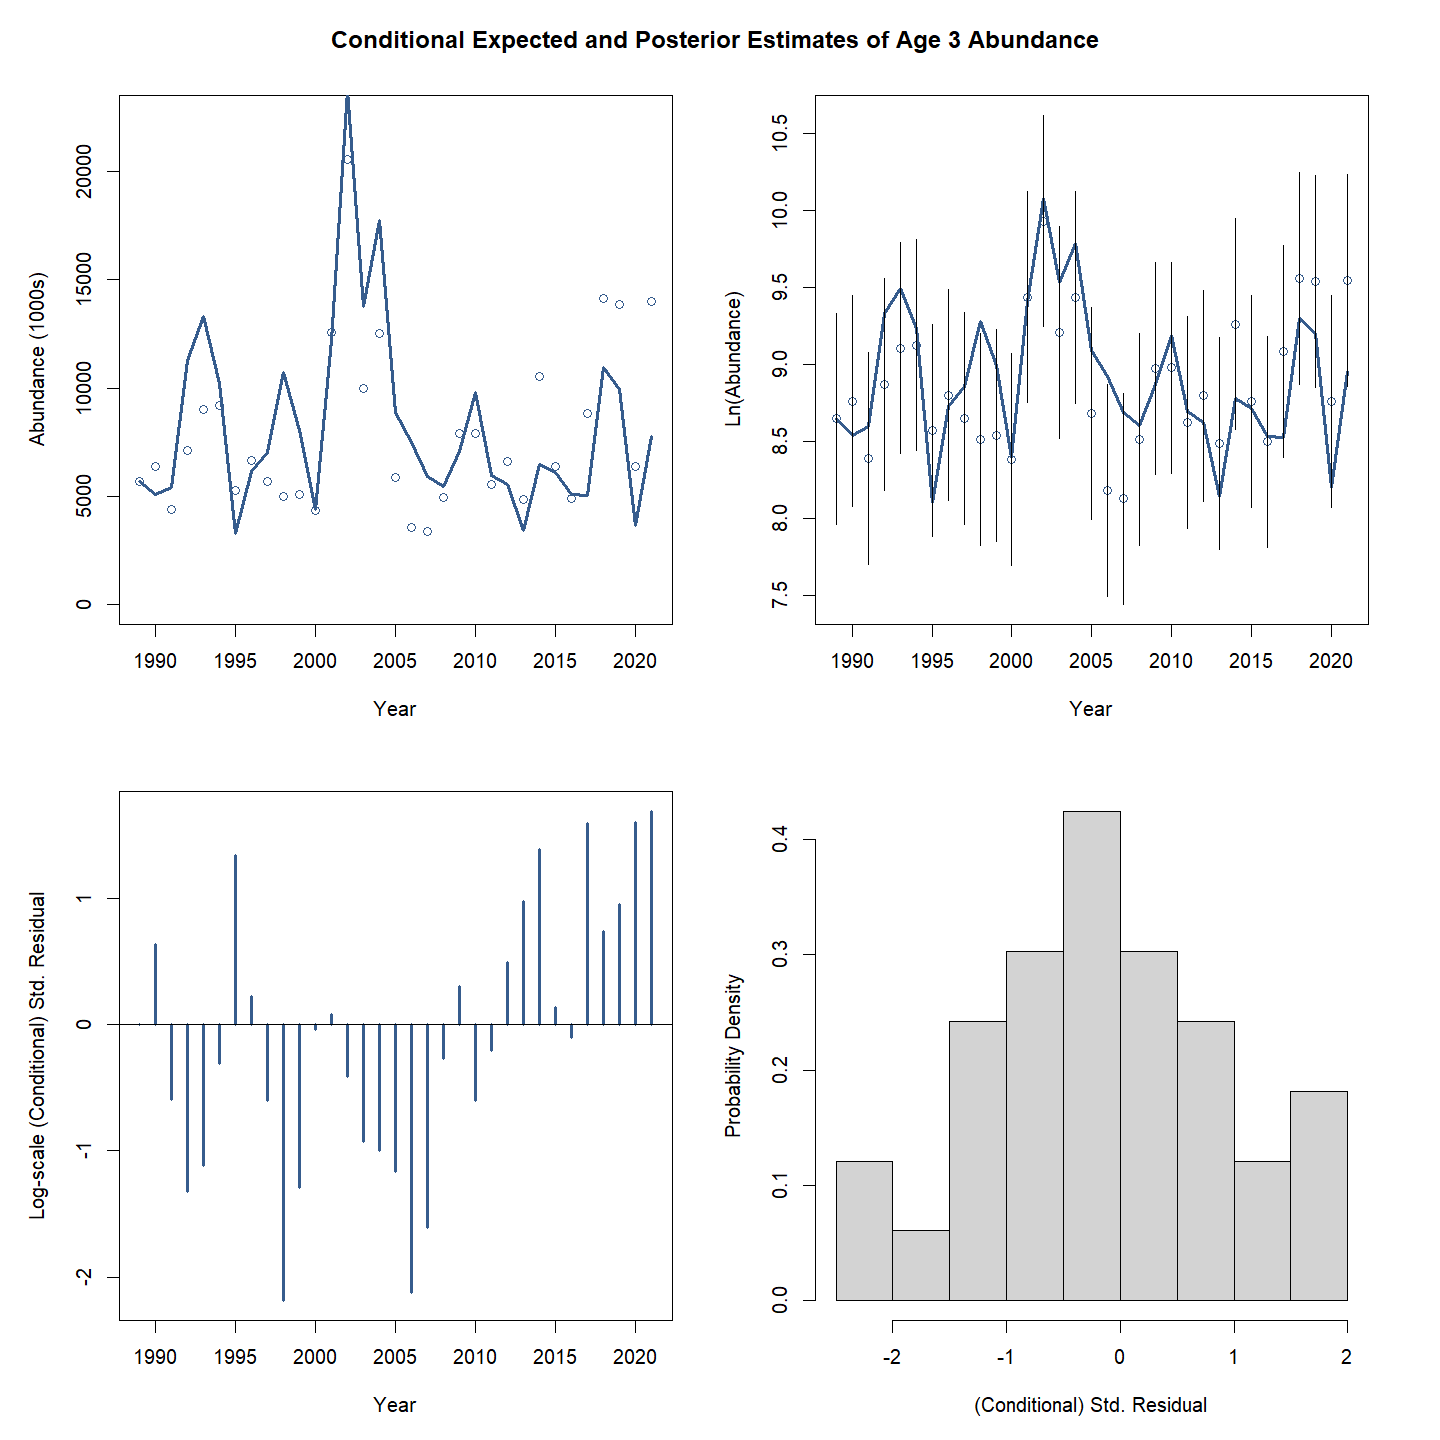 Conditional Expected and Posterior Estimates of Age 3 Abundance
Abundance (1000s)
20000
15000
10000
5000
0
1990 1995 2000 2005 2010 2015 2020
Year
Ln(Abundance)
10.5
10.0
9.5
9.0
8.5
8.0
7.5
1990 1995 2000 2005 2010 2015 2020
Year
Log-scale (Conditional) Std. Residual
1
0
-1
-2
1990 1995 2000 2005 2010 2015 2020
Year
Probability Density
0.4
0.3
0.2
0.1
0.0
-2 -1 0 1 2
(Conditional) Std. Residual